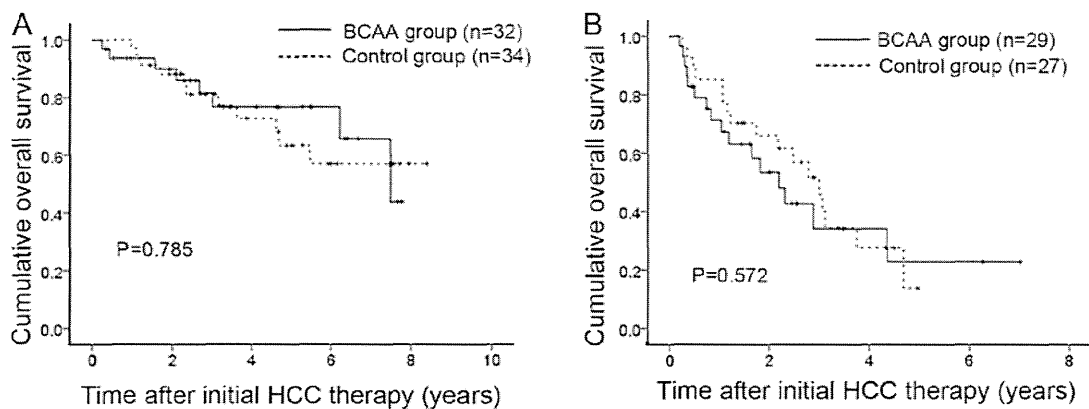 A
BCAA group (n=32)
Control group (n=34)
Cumulative overall survival
1.0
0.8
0.6
0.4
0.2
0.0
P=0.785
0 2 4 6 8 10
Time after initial HCC therapy (years)
B
BCAA group (n=29)
Control group (n=27)
Cumulative overall survival
1.0
0.8
0.6
0.4
0.2
0.0
P=0.572
0 2 4 6 8
Time after initial HCC therapy (years)